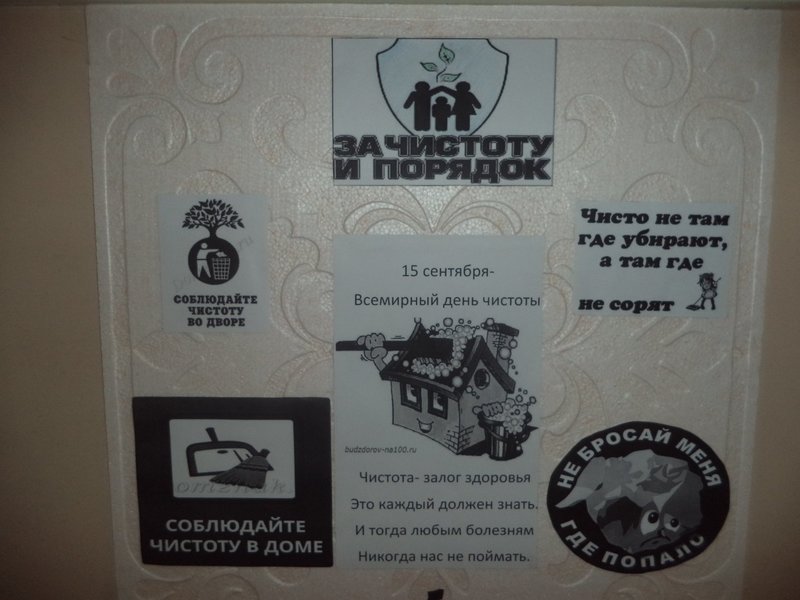 ЗА ЧИСТОТУ
И ПОРЯДОК
СОБЛЮДАЙТЕ
ЧИСТОТУ
ВО ДВОРЕ
15 сентября-
Всемирный день чистоты
budzdorov-na100.ru
Чистота- залог здоровья
Это каждый должен знать.
И тогда любым болезням
Никогда нас не поймать.
Чисто не там
где убирают,
а там где
не сорят
СОБЛЮДАЙТЕ
ЧИСТОТУ В ДОМЕ
НЕ БРОСАЙ МЕНЯ
ГДЕ ПОПАЛО